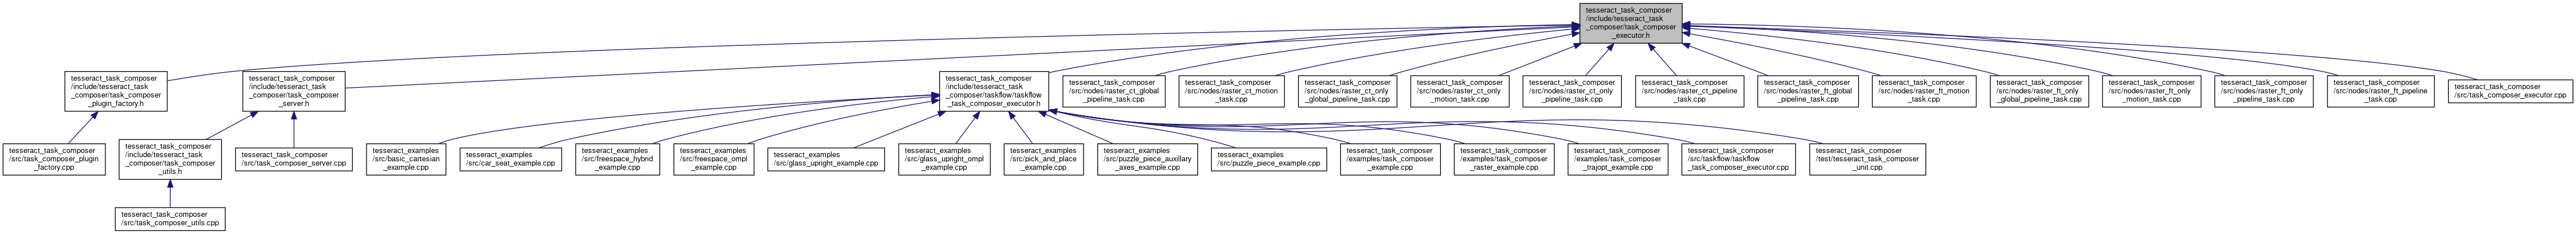 tesseract_task_composer
/include/tesseract_task
_composer/task_composer
_executor.h
tesseract_task_composer
/include/tesseract_task
_composer/task_composer
_plugin_factory.h
tesseract_task_composer
/include/tesseract_task
_composer/task_composer
_server.h
tesseract_task_composer
/include/tesseract_task
_composer/taskflow/taskflow
_task_composer_executor.h
tesseract_task_composer
/src/nodes/raster_ct_global
_pipeline_task.cpp
tesseract_task_composer
/src/nodes/raster_ct_motion
_task.cpp
tesseract_task_composer
/src/nodes/raster_ct_only
_global_pipeline_task.cpp
tesseract_task_composer
/src/nodes/raster_ct_only
_motion_task.cpp
tesseract_task_composer
/src/nodes/raster_ct_only
_pipeline_task.cpp
tesseract_task_composer
/src/nodes/raster_ct_pipeline
_task.cpp
tesseract_task_composer
/src/nodes/raster_ft_global
_pipeline_task.cpp
tesseract_task_composer
/src/nodes/raster_ft_motion
_task.cpp
tesseract_task_composer
/src/nodes/raster_ft_only
_global_pipeline_task.cpp
tesseract_task_composer
/src/nodes/raster_ft_only
_motion_task.cpp
tesseract_task_composer
/src/nodes/raster_ft_only
_pipeline_task.cpp
tesseract_task_composer
/src/nodes/raster_ft_pipeline
_task.cpp
tesseract_task_composer
/src/task_composer_executor.cpp
tesseract_task_composer
/src/task_composer_plugin
_factory.cpp
tesseract_task_composer
/include/tesseract_task
_composer/task_composer
_utils.h
tesseract_task_composer
/src/task_composer_server.cpp
tesseract_examples
/src/basic_cartesian
_example.cpp
tesseract_examples
/src/car_seat_example.cpp
tesseract_examples
/src/freespace_hybrid
_example.cpp
tesseract_examples
/src/freespace_ompl
_example.cpp
tesseract_examples
/src/glass_upright_example.cpp
tesseract_examples
/src/glass_upright_ompl
_example.cpp
tesseract_examples
/src/pick_and_place
_example.cpp
tesseract_examples
/src/puzzle_piece_auxillary
_axes_example.cpp
tesseract_examples
/src/puzzle_piece_example.cpp
tesseract_task_composer
/examples/task_composer
_example.cpp
tesseract_task_composer
/examples/task_composer
_raster_example.cpp
tesseract_task_composer
/examples/task_composer
_trajopt_example.cpp
tesseract_task_composer
/src/taskflow/taskflow
_task_composer_executor.cpp
tesseract_task_composer
/test/tesseract_task_composer
_unit.cpp
tesseract_task_composer
/src/task_composer_utils.cpp